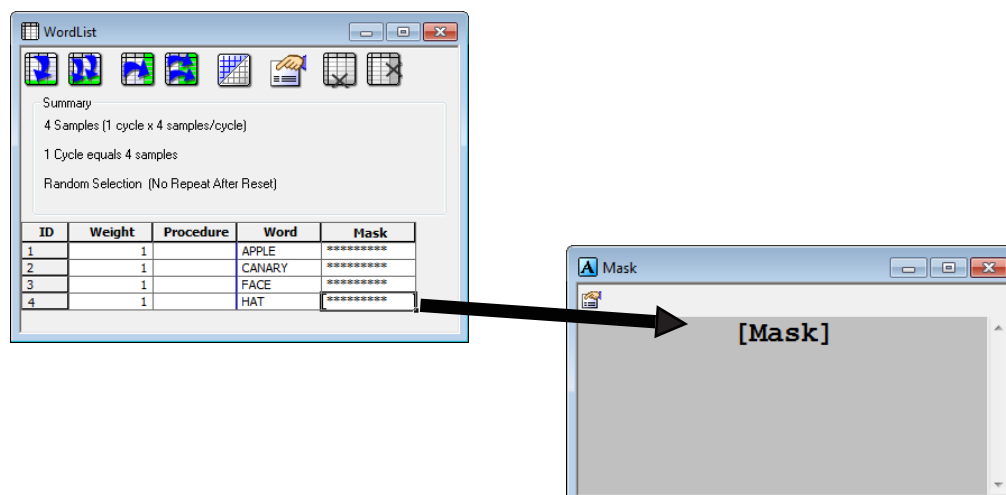 WordList
Summary
4 Samples (1 cycle x 4 samples/cycle)
1 Cycle equals 4 samples
Random Selection (No Repeat After Reset)
ID Weight Procedure Word Mask
1 1 APPLE *********
2 1 CANARY *********
3 1 FACE *********
4 1 HAT *********
A Mask
[Mask]